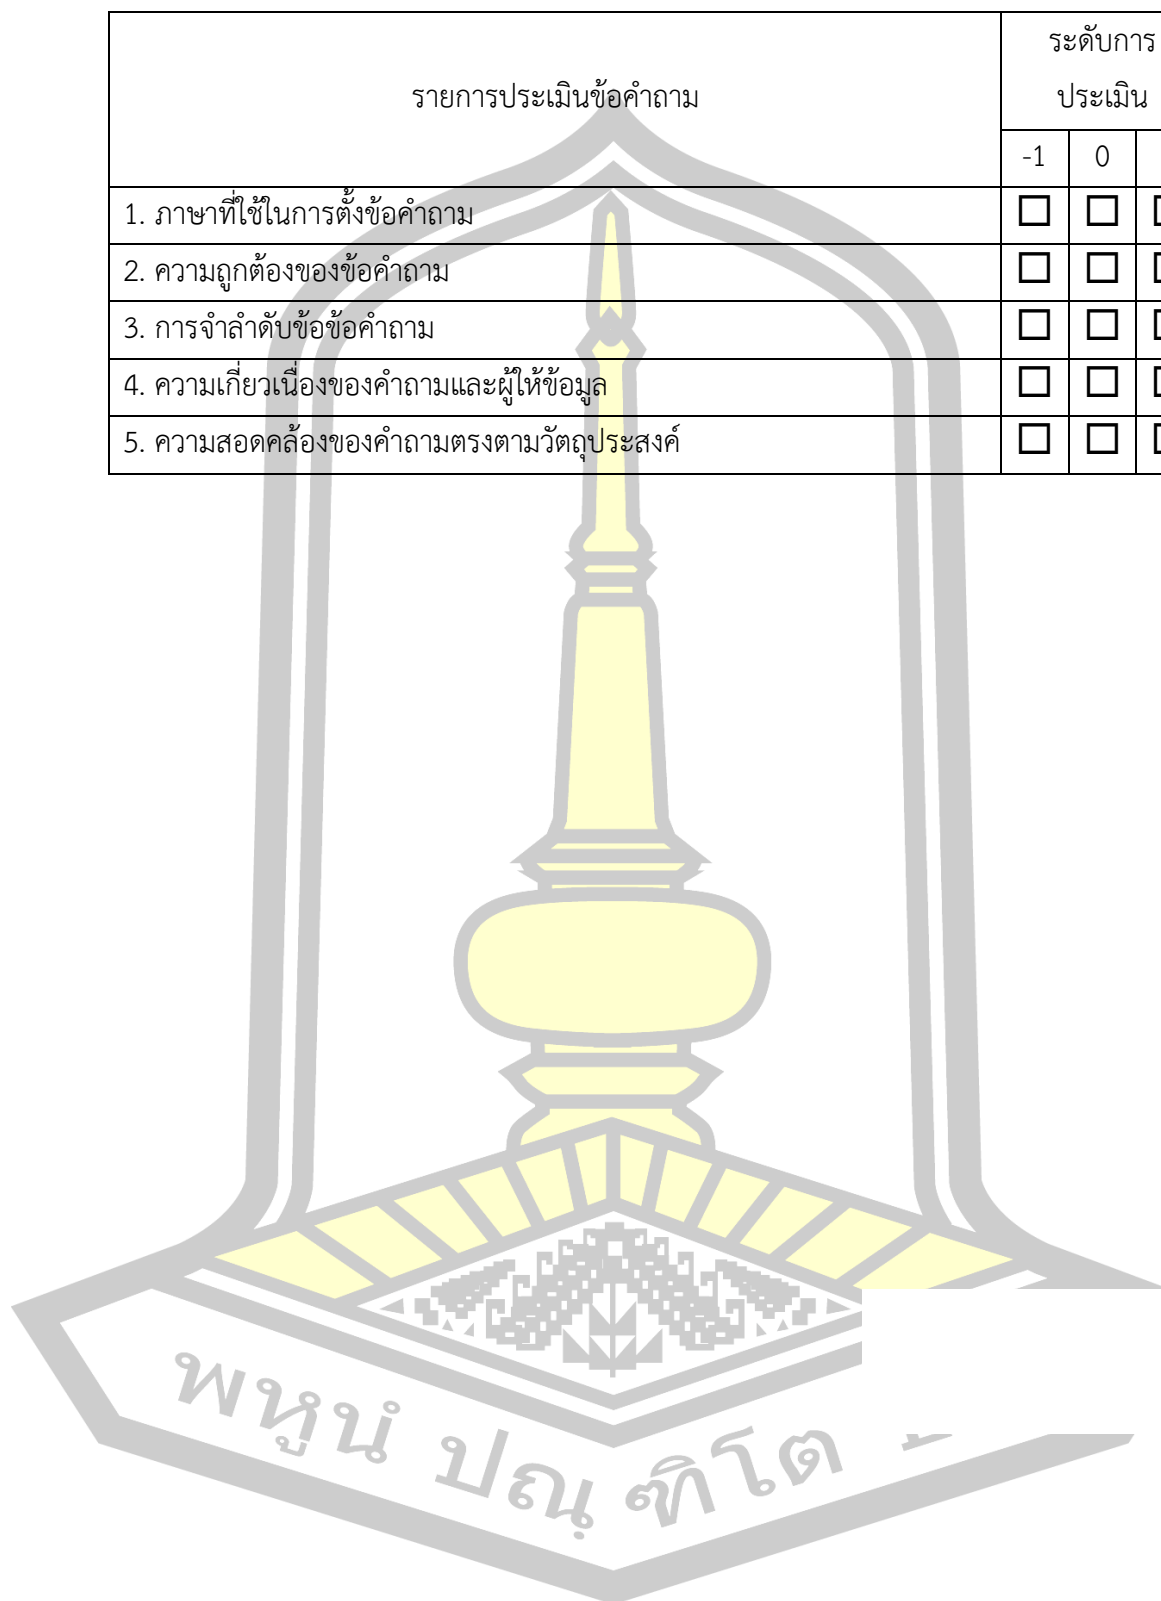 รายการประเมินข้อคำถาม
ระดับการ
ประเมิน
-1 0
1. ภาษาที่ใช้ในการตั้งข้อคำถาม ☐ ☐
2. ความถูกต้องของข้อคำถาม ☐ ☐
3. การจำลำดับข้อข้อคำถาม ☐ ☐
4. ความเกี่ยวเนื่องของคำถามและผู้ให้ข้อมูล ☐ ☐
5. ความสอดคล้องของคำถามตรงตามวัตถุประสงค์ ☐ ☐
พหูนํ ปณฺฑิโต